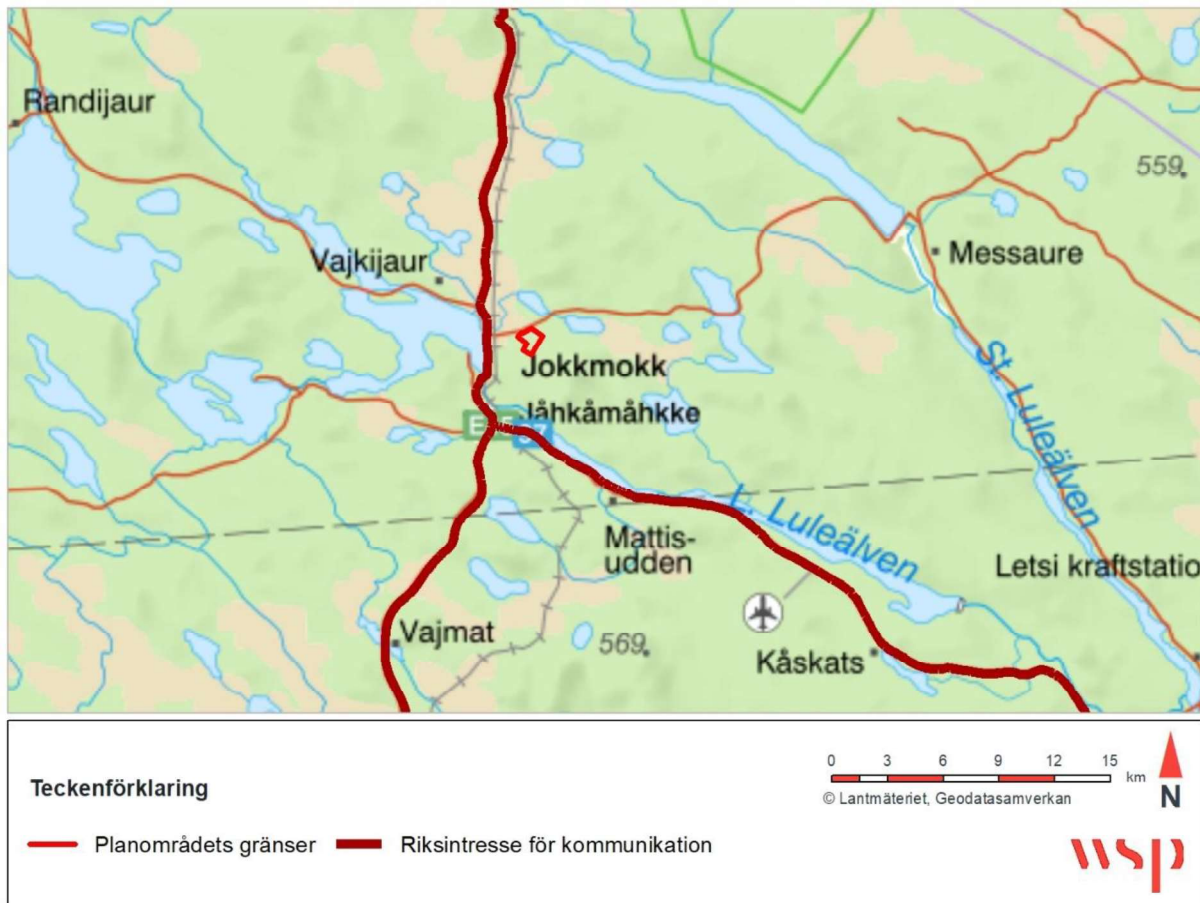 Randijaur
559
Vajkijaur
Messaure
Jokkmokk
Jåhkåmåhkke
St. Luleälven
L. Luleälven
Mattis-
udden
Letsi kraftstatio
Vajmat
569
Kåskats
Teckenförklaring
Planområdets gränser
Riksintresse för kommunikation
0 3 6 9 12 15
km
© Lantmäteriet, Geodatasamverkan
N
wsp